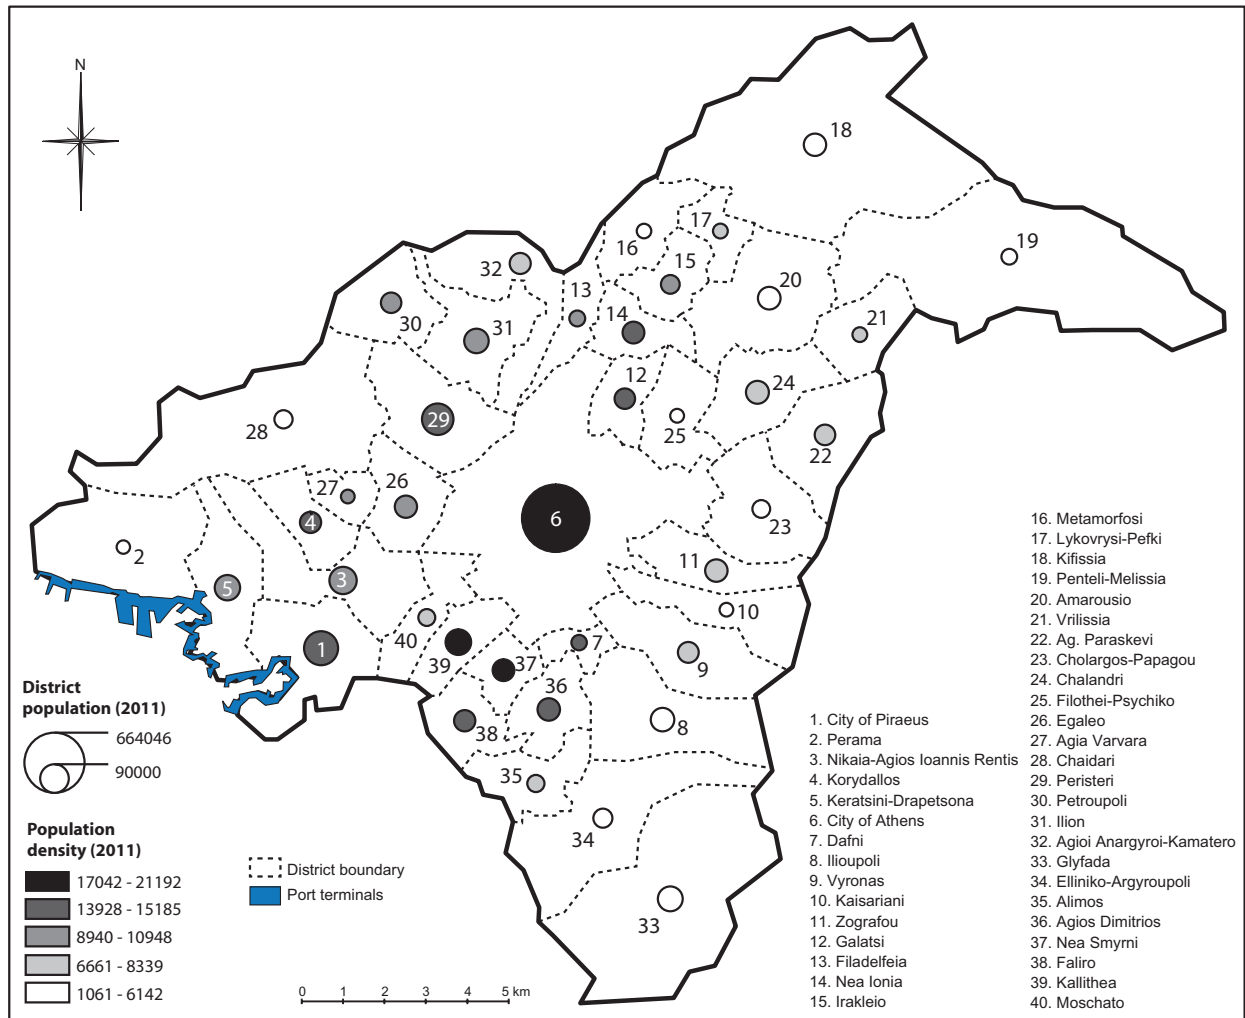 N
18
17
16
19
15
32
13
20
30
31
14
21
12
24
29
28
25
22
27
26
4
6
23
2
11
5
3
10
40
7
1
39
37
9
36
38
8
35
34
33
District
population (2011)
664046
90000
Population
density (2011)
17042 - 21192
13928 - 15185
8940 - 10948
6661 - 8339
1061 - 6142
District boundary
Port terminals
0 1 2 3 4 5 km
1. City of Piraeus
2. Perama
3. Nikaia-Agios Ioannis Rentis
4. Korydallos
5. Keratsini-Drapetsona
6. City of Athens
7. Dafni
8. Ilioupoli
9. Vyronas
10. Kaisariani
11. Zografou
12. Galatsi
13. Filadelfeia
14. Nea Ionia
15. Irakleio
16. Metamorfosi
17. Lykovrysi-Pefki
18. Kifissia
19. Penteli-Melissia
20. Amarousio
21. Vrilissia
22. Ag. Paraskevi
23. Cholargos-Papagou
24. Chalandri
25. Filothei-Psychiko
26. Egaleo
27. Agia Varvara
28. Chaidari
29. Peristeri
30. Petroupoli
31. Ilion
32. Agioi Anargyroi-Kamatero
33. Glyfada
34. Elliniko-Argyroupoli
35. Alimos
36. Agios Dimitrios
37. Nea Smyrni
38. Faliro
39. Kallithea
40. Moschato